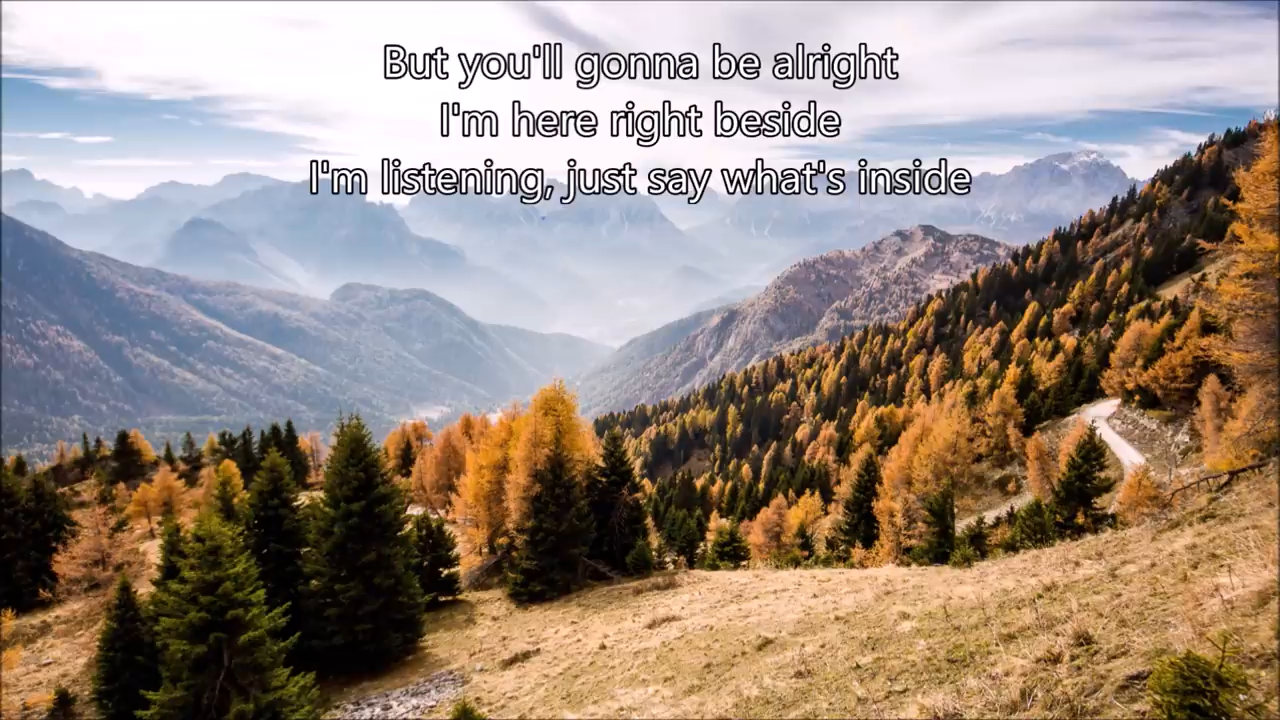 But you'll gonna be alright
I'm here right beside
I'm listening, just say what's inside